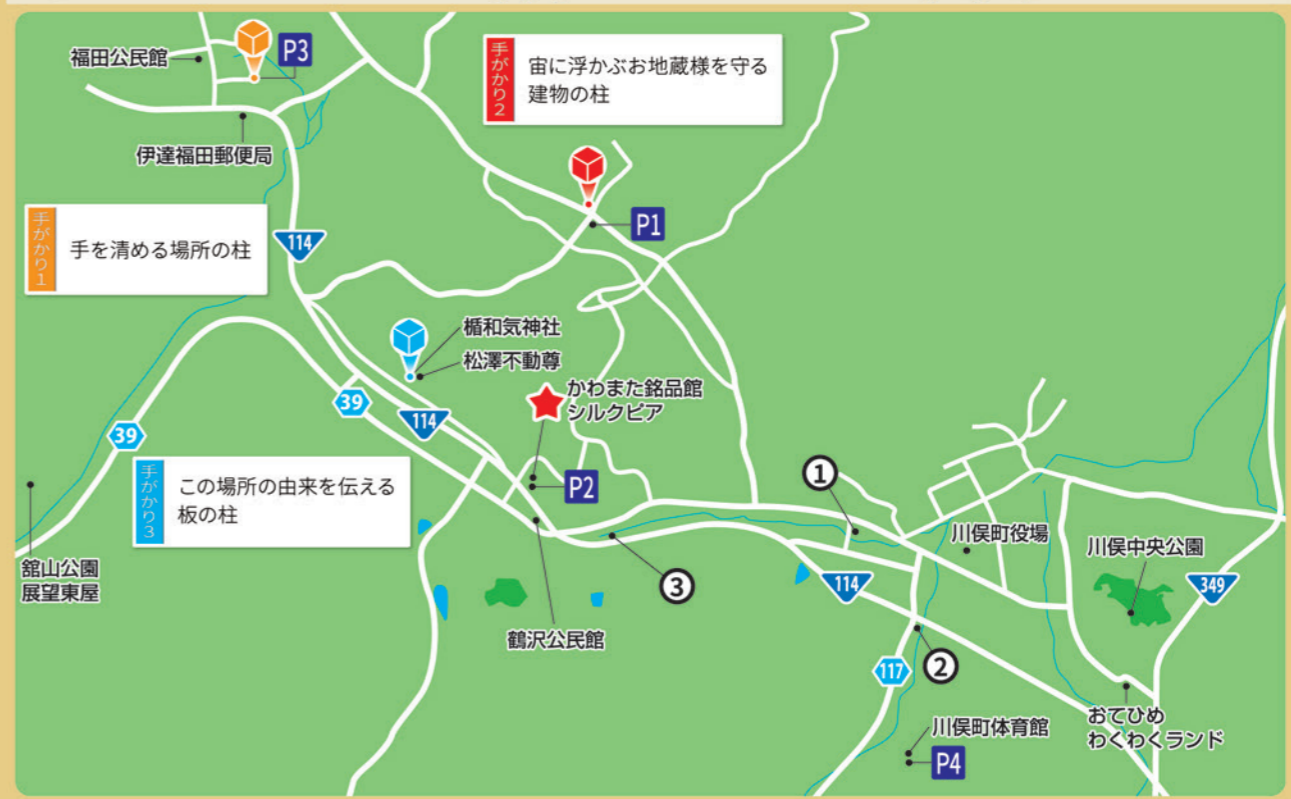 福田公民館
P3
伊達福田郵便局
手がかり2
宙に浮かぶお地蔵様を守る
建物の柱
P1
手がかり1
手を清める場所の柱
114
楯和気神社
松澤不動尊
かわまた銘品館
シルクピア
39
114
39
手がかり3
この場所の由来を伝える
板の柱
P2
舘山公園
展望東屋
鶴沢公民館
③
①
川俣町役場
川俣中央公園
114
349
②
117
おてひめ
わくわくランド
川俣町体育館
P4